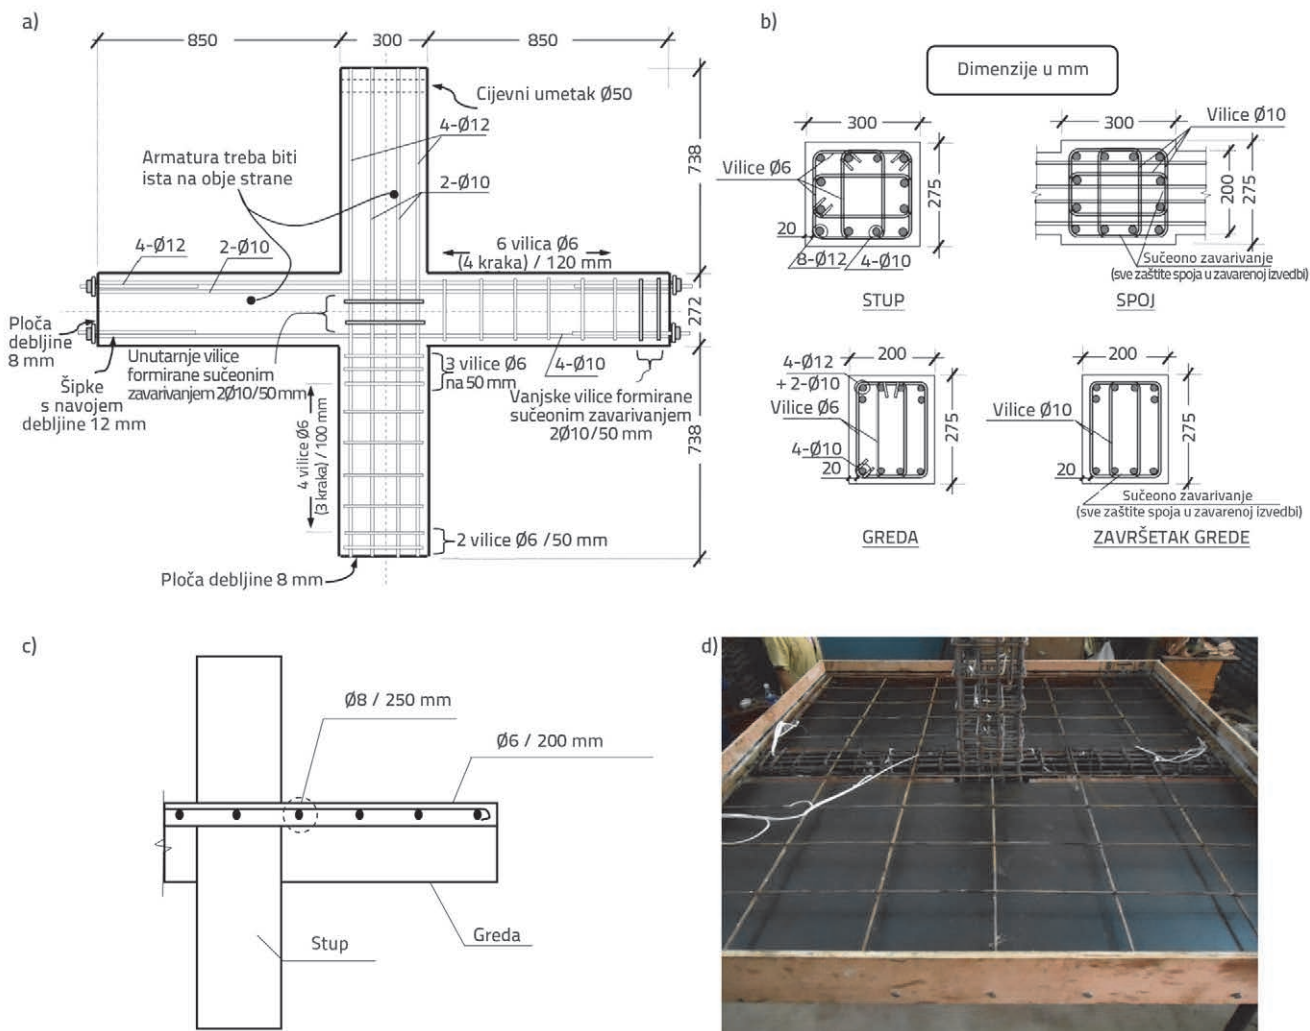 a)
850
300
850
Cijevni umetak Ø50
4-Ø12
Armatura treba biti
ista na obje strane
2-Ø10
738
6 vilica Ø6
(4 kraka) / 120 mm
4-Ø12
2-Ø10
272
Ploča
debljine
8 mm
Šipke
s navojem
debljine 12 mm
Unutarnje vilice
formirane sučeonim
zavarivanjem 2Ø10/50 mm
3 vilice Ø6
na 50 mm
4-Ø10
Vanjske vilice formirane
sučeonim zavarivanjem
2Ø10/50 mm
4 vilice Ø6
(3 kraka) / 100 mm
738
2 vilice Ø6 /50 mm
Ploča debljine 8 mm
b)
Dimenzije u mm
300
Vilice Ø6
275
20
8-Ø12
4-Ø10
STUP
300
Vilice Ø10
200
275
Sučeono zavarivanje
(sve zaštite spoja u zavarenoj izvedbi)
SPOJ
200
4-Ø12
+ 2-Ø10
Vilice Ø6
4-Ø10
20
275
GREDA
200
Vilice Ø10
275
20
Sučeono zavarivanje
(sve zaštite spoja u zavarenoj izvedbi)
ZAVRŠETAK GREDE
c)
Ø8 / 250 mm
Ø6 / 200 mm
Stup
Greda
d)